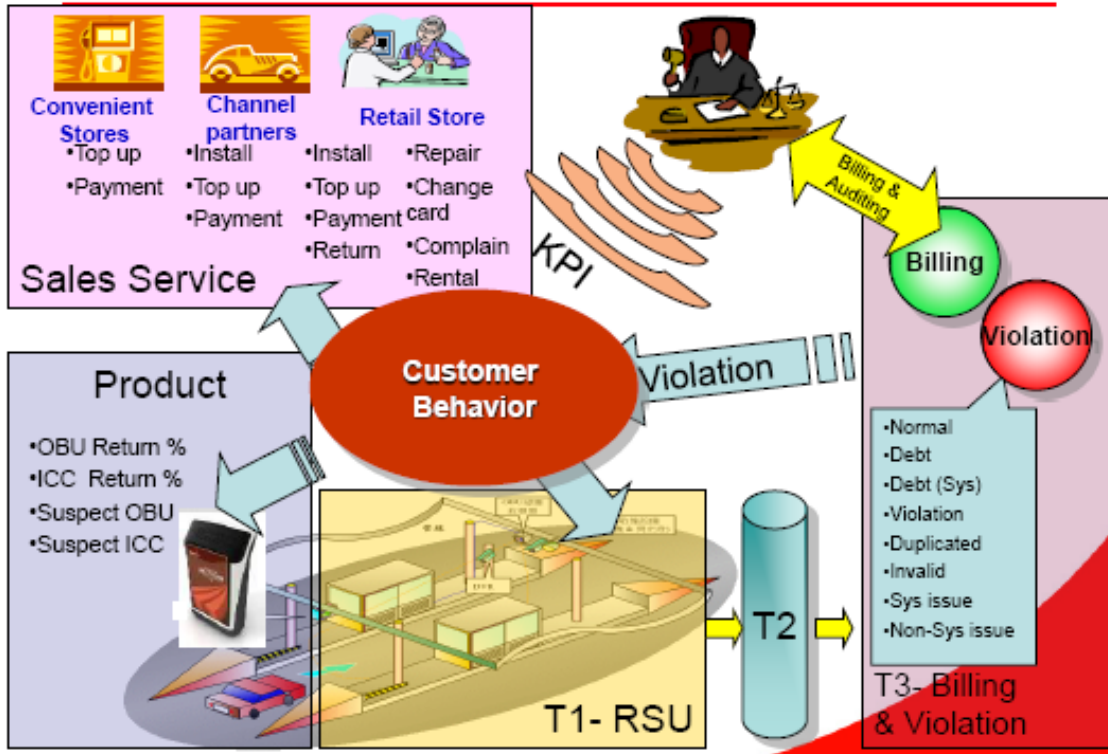 Convenient
Stores
•Top up
•Payment
Channel
partners
•Install
•Top up
•Payment
Retail Store
•Install
•Top up
•Payment
•Return
•Repair
•Change
card
•Complain
•Rental
Sales Service
KPI
Billing &
Auditing
Billing
Violation
Customer
Behavior
Violation
Product
•OBU Return %
•ICC Return %
•Suspect OBU
•Suspect ICC
T1- RSU
T2
•Normal
•Debt
•Debt (Sys)
•Violation
•Duplicated
•Invalid
•Sys issue
•Non-Sys issue
T3- Billing
& Violation